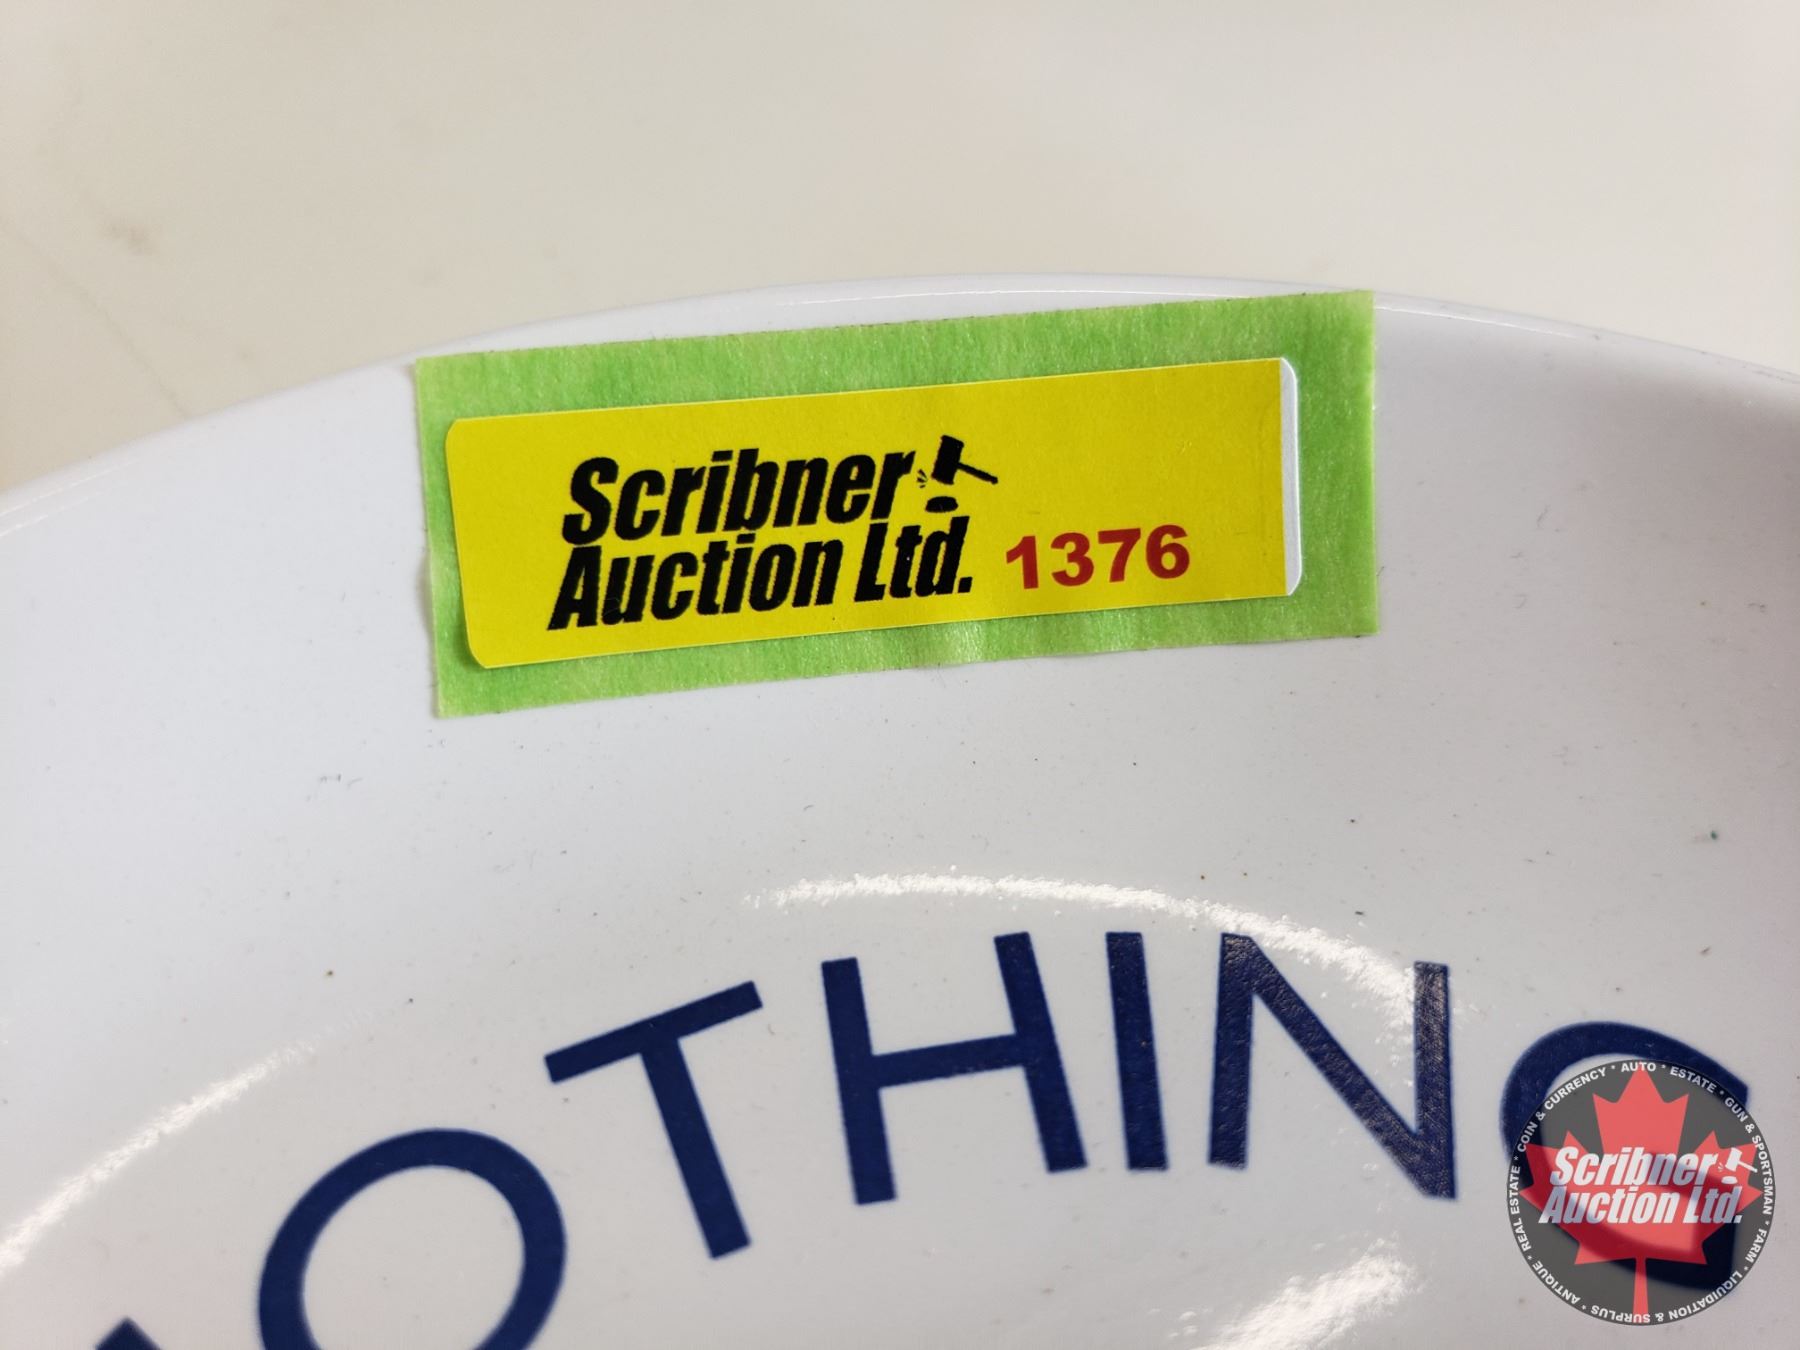 Scribner
Auction Ltd. 1376
OTHING
Scribner
Auction Ltd.
* REAL ESTATE * COIN & CURRENCY * AUTO * ESTATE * GUN & SPORTSMAN * FARM * LIQUIDATION & SURPLUS * ANTIQUE